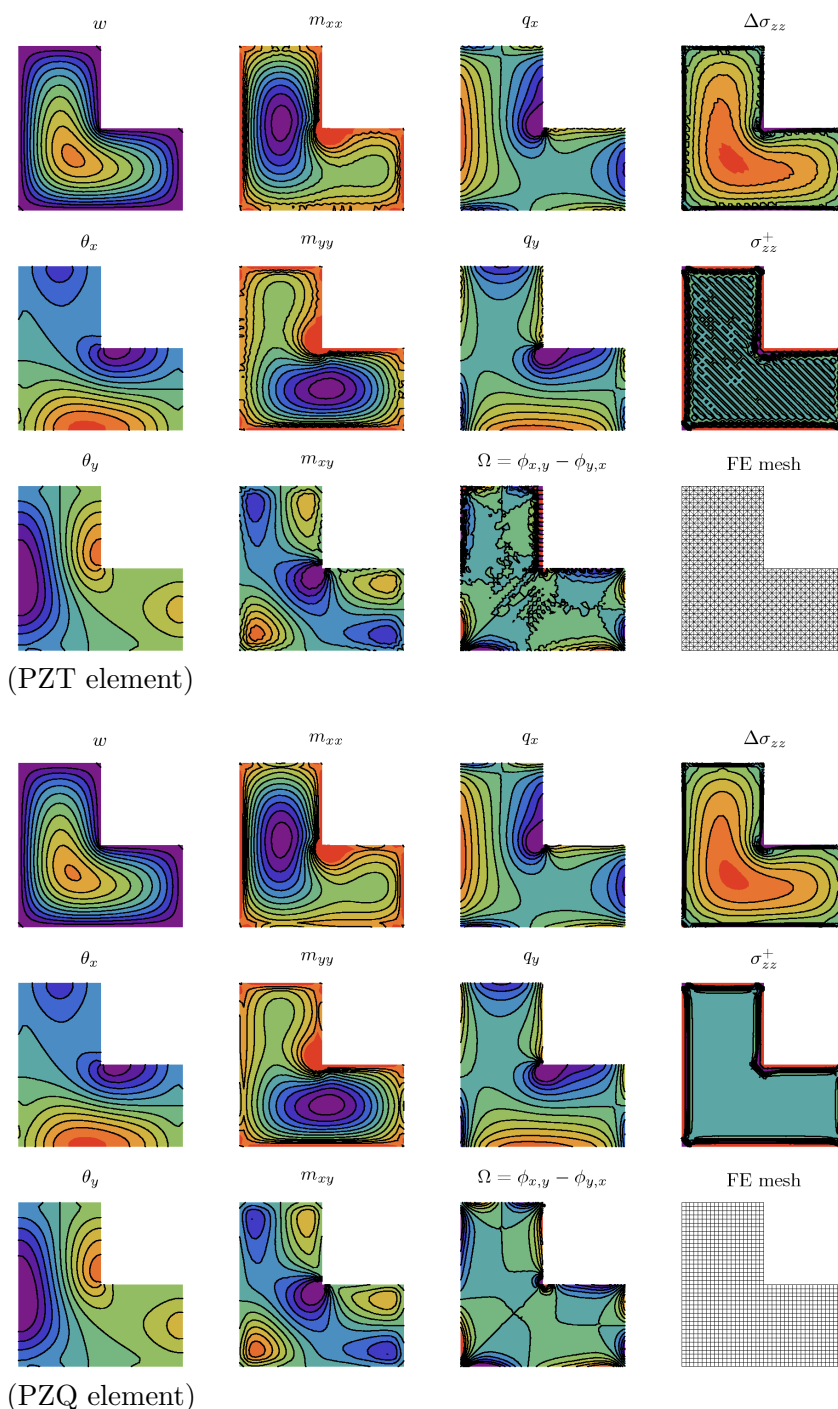 w m_{xx} q_x Δσ_{zz}
θ_x m_{yy} q_y σ_{zz}^+
θ_y m_{xy} Ω = ϕ_{x,y} − ϕ_{y,x} FE mesh
(PZT element)
w m_{xx} q_x Δσ_{zz}
θ_x m_{yy} q_y σ_{zz}^+
θ_y m_{xy} Ω = ϕ_{x,y} − ϕ_{y,x} FE mesh
(PZQ element)